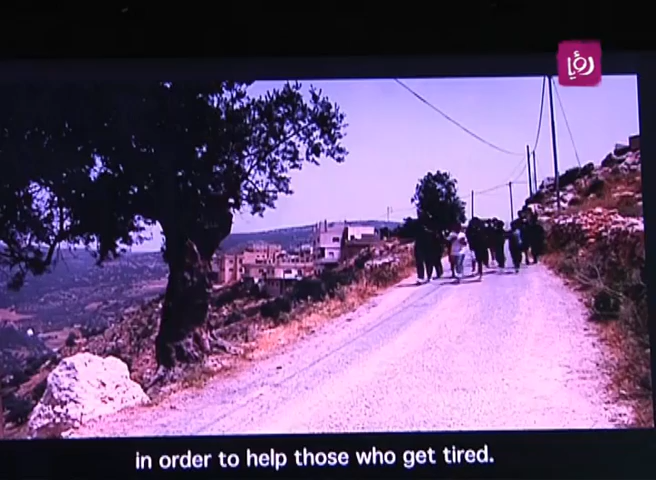 رؤيا
in order to help those who get tired.